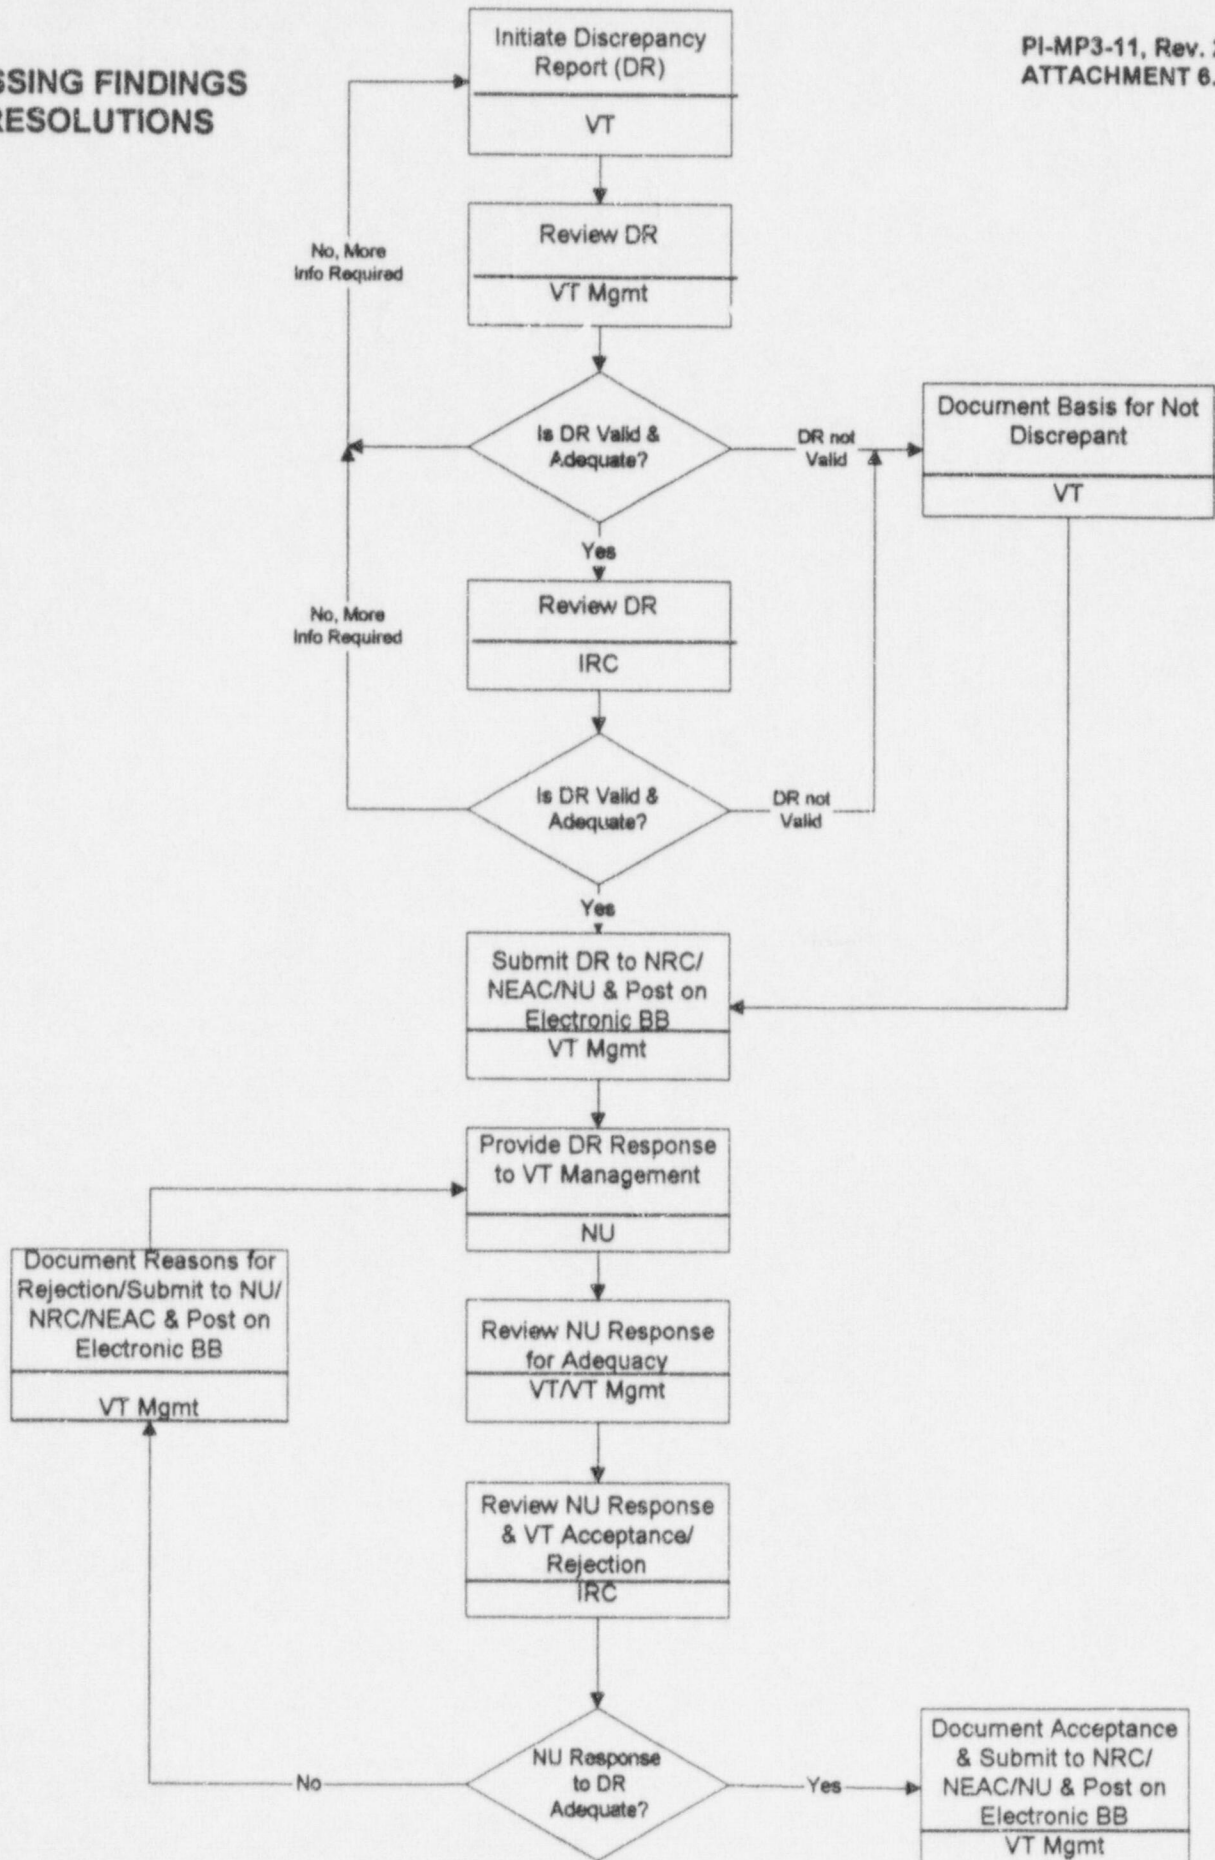 SSING FINDINGS
RESOLUTIONS
PI-MP3-11, Rev.
ATTACHMENT 6.
Initiate Discrepancy
Report (DR)
VT
Review DR
VT Mgmt
No, More
Info Required
Is DR Valid &
Adequate?
DR not
Valid
Document Basis for Not
Discrepant
VT
Yes
Review DR
IRC
No, More
Info Required
Is DR Valid &
Adequate?
DR not
Valid
Yes
Submit DR to NRC/
NEAC/NU & Post on
Electronic BB
VT Mgmt
Provide DR Response
to VT Management
NU
Document Reasons for
Rejection/Submit to NU/
NRC/NEAC & Post on
Electronic BB
VT Mgmt
Review NU Response
for Adequacy
VT/VT Mgmt
Review NU Response
& VT Acceptance/
Rejection
IRC
NU Response
to DR
Adequate?
No
Yes
Document Acceptance
& Submit to NRC/
NEAC/NU & Post on
Electronic BB
VT Mgmt